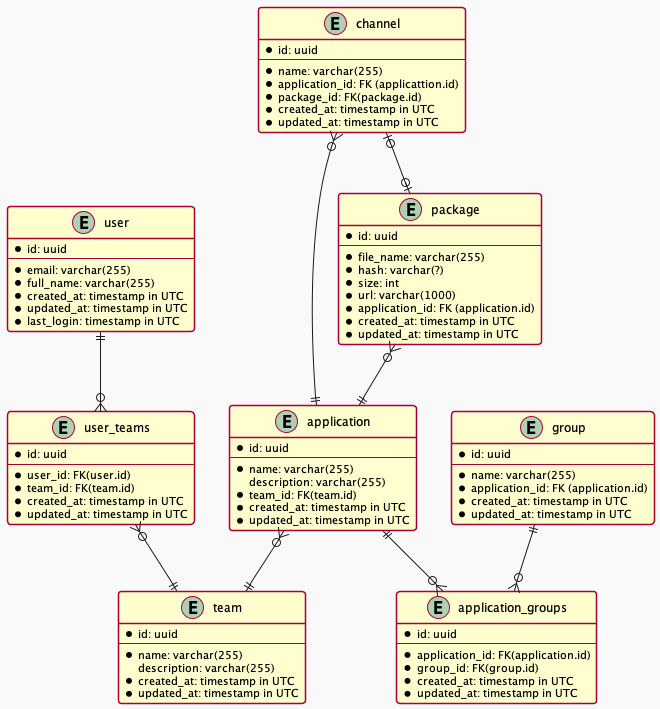 E channel
id: uuid
name: varchar(255)
application_id: FK (applicattion.id)
package_id: FK(package.id)
created_at: timestamp in UTC
updated_at: timestamp in UTC
E package
id: uuid
file_name: varchar(255)
hash: varchar(?)
size: int
url: varchar(1000)
application_id: FK (application.id)
created_at: timestamp in UTC
updated_at: timestamp in UTC
E user
id: uuid
email: varchar(255)
full_name: varchar(255)
created_at: timestamp in UTC
updated_at: timestamp in UTC
last_login: timestamp in UTC
E user_teams
id: uuid
user_id: FK(user.id)
team_id: FK(team.id)
created_at: timestamp in UTC
updated_at: timestamp in UTC
E application
id: uuid
name: varchar(255)
description: varchar(255)
team_id: FK(team.id)
created_at: timestamp in UTC
updated_at: timestamp in UTC
E group
id: uuid
name: varchar(255)
application_id: FK (application.id)
created_at: timestamp in UTC
updated_at: timestamp in UTC
E team
id: uuid
name: varchar(255)
description: varchar(255)
created_at: timestamp in UTC
updated_at: timestamp in UTC
E application_groups
id: uuid
application_id: FK(application.id)
group_id: FK(group.id)
created_at: timestamp in UTC
updated_at: timestamp in UTC